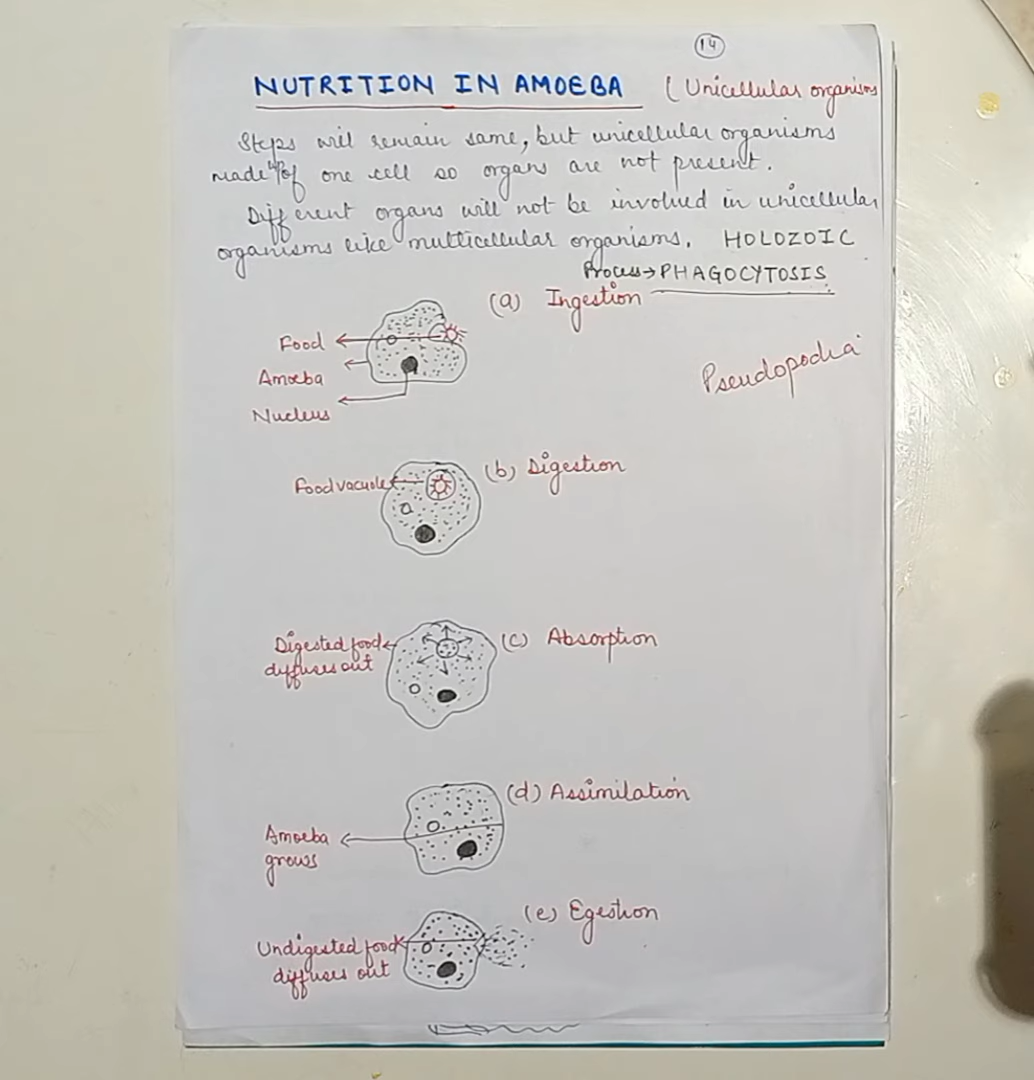 14
NUTRITION IN AMOEBA (Unicellular organism
Steps will remain same, but unicellular organisms
made up of one cell so organs are not present.
Different organs will not be involved in unicellular
organisms like multicellular organisms. HOLOZOIC
Process→PHAGOCYTOSIS
(a) Ingestion
Food
Amoeba
Nucleus
Pseudopodia
(b) Digestion
Food vacuole
(c) Absorption
Digested food
diffuses out
(d) Assimilation
Amoeba
grows
(e) Egestion
Undigested food
diffuses out